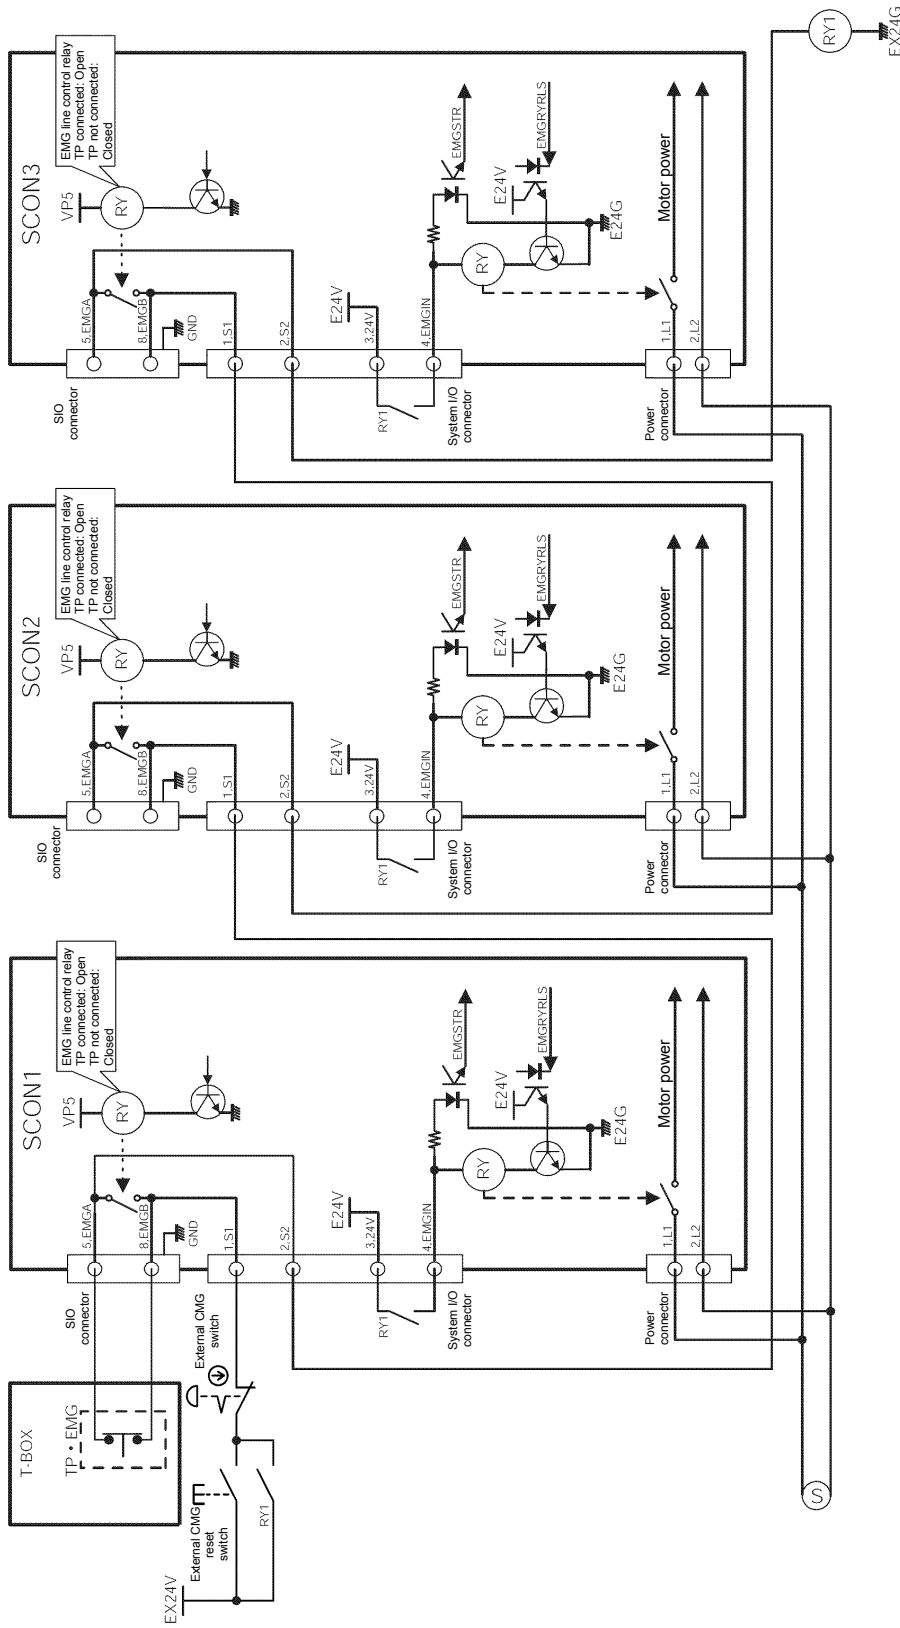 T-BOX
TP・EMG
EX24V
External CMG
reset
switch
RY1
External CMG
switch
SCON1
EMG line control relay
TP connected: Open
TP not connected:
Closed
VP5
RY
SIO
connector
5,EMGA
8,EMGB
GND
1,S1
2,S2
E24V
3,24V
4,EMGIN
RY1
System I/O
connector
RY
EMGSTR
E24V
EMGRYRLS
E24G
Motor power
Power
connector
1,L1
2,L2
SCON2
EMG line control relay
TP connected: Open
TP not connected:
Closed
VP5
RY
SIO
connector
5,EMGA
8,EMGB
GND
1,S1
2,S2
E24V
3,24V
4,EMGIN
RY1
System I/O
connector
RY
EMGSTR
E24V
EMGRYRLS
E24G
Motor power
Power
connector
1,L1
2,L2
SCON3
EMG line control relay
TP connected: Open
TP not connected:
Closed
VP5
RY
SIO
connector
5,EMGA
8,EMGB
GND
1,S1
2,S2
E24V
3,24V
4,EMGIN
RY1
System I/O
connector
RY
EMGSTR
E24V
EMGRYRLS
E24G
Motor power
Power
connector
1,L1
2,L2
S
RY1
EX24G